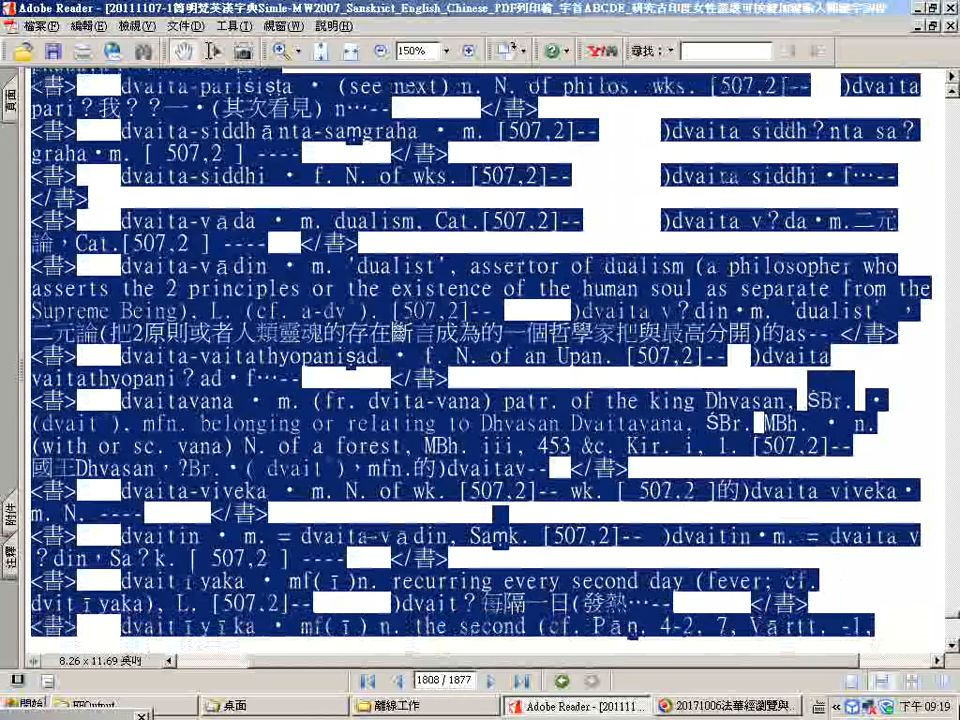 Adobe Reader - [20111107-1簡明梵英漢字典Simle-MW2007_Sanskrict_English_Chinese_PDF列印檔_字首ABCDE_研究古印度
檔案(F) 編輯(E) 檢視(V) 文件(D) 工具(T) 視窗(W) 說明(H)
150% Y! 尋找：
頁面
<書> dvaita-pariśiṣṭa • (see next) n. N. of philos. wks. [507,2]-- )dvaita
pari？我？？一•(其次看見) n…-- </書>
<書> dvaita-siddhānta-saṃgraha • m. [507,2]-- )dvaita siddh？nta sa？
graha•m. [ 507,2 ] ---- </書>
<書> dvaita-siddhi • f. N. of wks. [507,2]-- )dvaita siddhi•f…--
</書>
<書> dvaita-vāda • m. dualism, Cat.[507,2]-- )dvaita v？da•m.二元
論，Cat.[507,2 ] ---- </書>
<書> dvaita-vādin • m. 'dualist', assertor of dualism (a philosopher who
asserts the 2 principles or the existence of the human soul as separate from the
Supreme Being), L. (cf. a-dv ). [507,2]-- )dvaita v？din•m. 'dualist' ，
二元論(把2原則或者人類靈魂的存在斷言成為的一個哲學家把與最高分開)的as-- </書>
<書> dvaita-vaitathyopaniṣad • f. N. of an Upan. [507,2]-- )dvaita
vaitathyopani？ad•f…-- </書>
<書> dvaitavana • m. (fr. dvita-vana) patr. of the king Dhvasan, ŚBr. •
(dvait ), mfn. belonging or relating to Dhvasan Dvaitavana, ŚBr. MBh. • n.
(with or sc. vana) N. of a forest, MBh. iii, 453 &c. Kir. i, 1. [507,2]--
國王Dhvasan，?Br.•( dvait )，mfn.的)dvaitav-- </書>
<書> dvaita-viveka • m. N. of wk. [507,2]-- wk. [ 507,2 ]的)dvaita viveka•
m. N. ---- </書>
<書> dvaitin • m. = dvaita-vādin, Saṃk. [507,2]-- )dvaitin•m. = dvaita v
？din，Sa？k. [ 507,2 ] ---- </書>
<書> dvaitīyaka • mf(ī)n. recurring every second day (fever; cf.
dvitīyaka), L. [507,2]-- )dvait？每隔一日(發熱…-- </書>
<書> dvaitīyīka • mf(ī) n. the second (cf. Pāṇ. 4-2, 7, Vārtt. -1,
附件
注釋
8.26 x 11.69 英吋
1808 / 1877
開始 桌面 離線工作 Adobe Reader - [201111... 20171006法華經瀏覽與... 下午 09:19